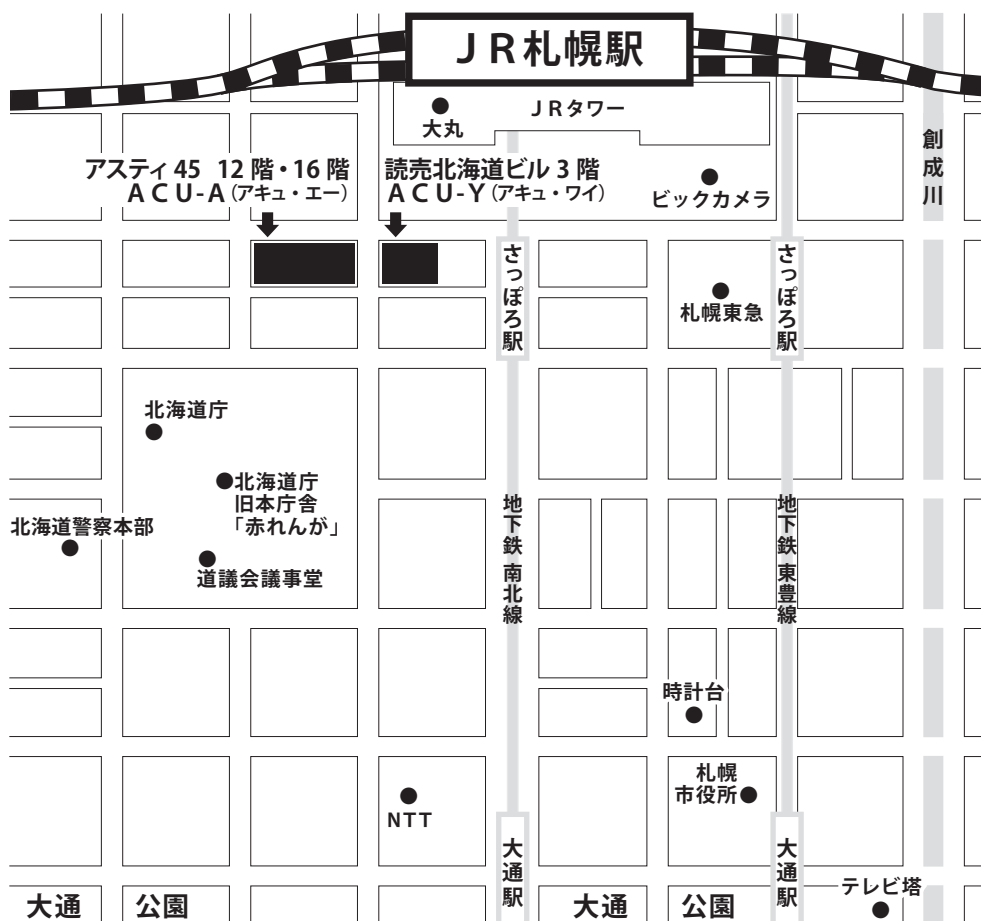 JR札幌駅
JRタワー
大丸
創成川
アスティ45 12階・16階
ACU-A(アキュ・エー)
読売北海道ビル3階
ACU-Y(アキュ・ワイ)
ビックカメラ
さっぽろ駅
さっぽろ駅
札幌東急
北海道庁
北海道庁
旧本庁舎
「赤れんが」
北海道警察本部
道議会議事堂
地下鉄 南北線
地下鉄 東豊線
時計台
札幌
市役所
NTT
大通駅
大通駅
テレビ塔
大通 公園
大通 公園